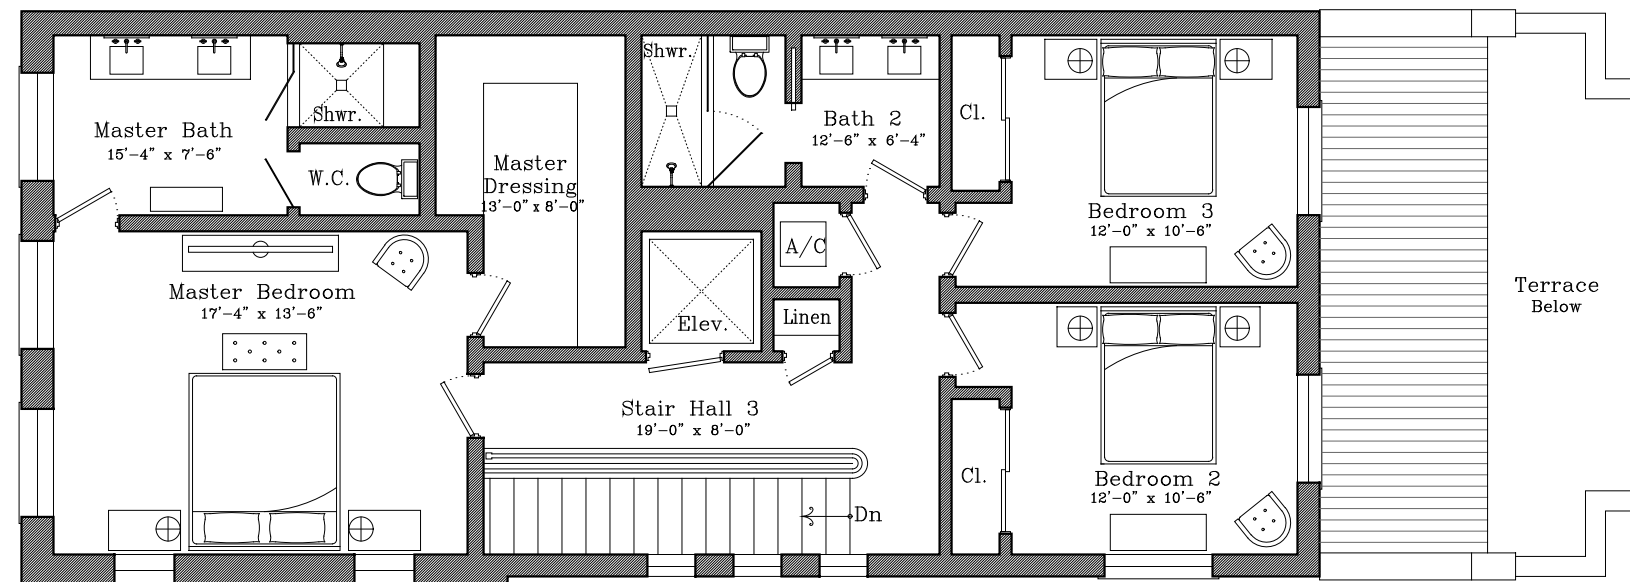 Shwr.
Master Bath
15'-4" x 7'-6"
Shwr.
W.C.
Master
Dressing
13'-0" x 8'-0"
Bath 2
12'-6" x 6'-4"
Cl.
Bedroom 3
12'-0" x 10'-6"
A/C
Master Bedroom
17'-4" x 13'-6"
Elev.
Linen
Terrace
Below
Stair Hall 3
19'-0" x 8'-0"
Cl.
Bedroom 2
12'-0" x 10'-6"
Dn